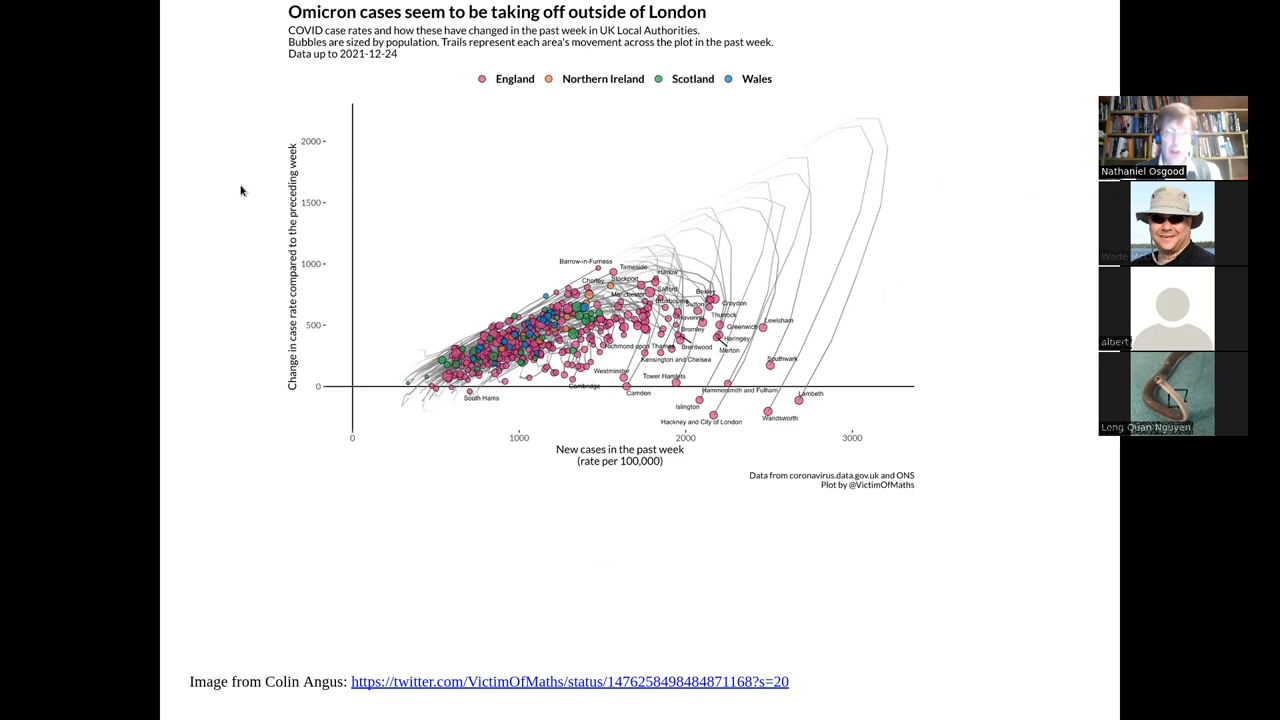 Omicron cases seem to be taking off outside of London
COVID case rates and how these have changed in the past week in UK Local Authorities.
Bubbles are sized by population. Trails represent each area's movement across the plot in the past week.
Data up to 2021-12-24
England
Northern Ireland
Scotland
Wales
Change in case rate compared to the preceding week
2000
1500
1000
500
0
Barrow-in-Furness
Tameside
Harlow
Chorley
Stockport
Salford
Manchester
Broxbourne
Bexley
Sutton
Croydon
Havering
Thurrock
Lewisham
Bromley
Greenwich
Haringey
Richmond upon Thames
Brentwood
Merton
Kensington and Chelsea
Southwark
Westminster
Tower Hamlets
Cambridge
Camden
Hammersmith and Fulham
Lambeth
South Hams
Islington
Hackney and City of London
Wandsworth
0
1000
2000
3000
New cases in the past week
(rate per 100,000)
Data from coronavirus.data.gov.uk and ONS
Plot by @VictimOfMaths
Image from Colin Angus: https://twitter.com/VictimOfMaths/status/1476258498484871168?s=20
Nathaniel Osgood
albert
Long Quan Nguyen